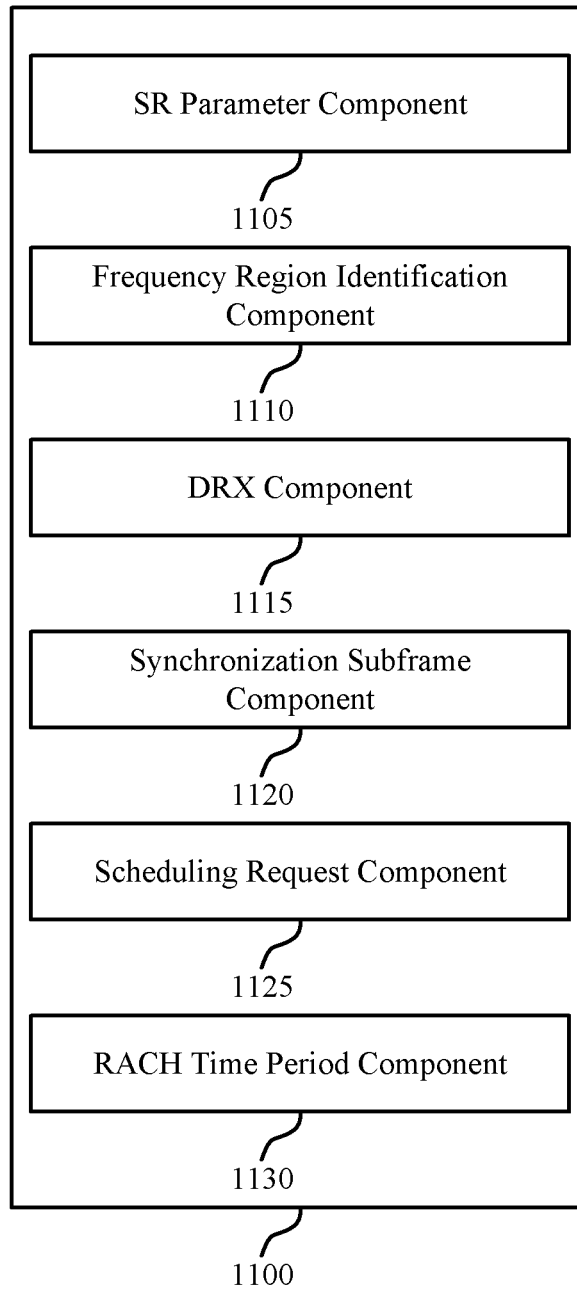 SR Parameter Component
1105
Frequency Region Identification
Component
1110
DRX Component
1115
Synchronization Subframe
Component
1120
Scheduling Request Component
1125
RACH Time Period Component
1130
1100